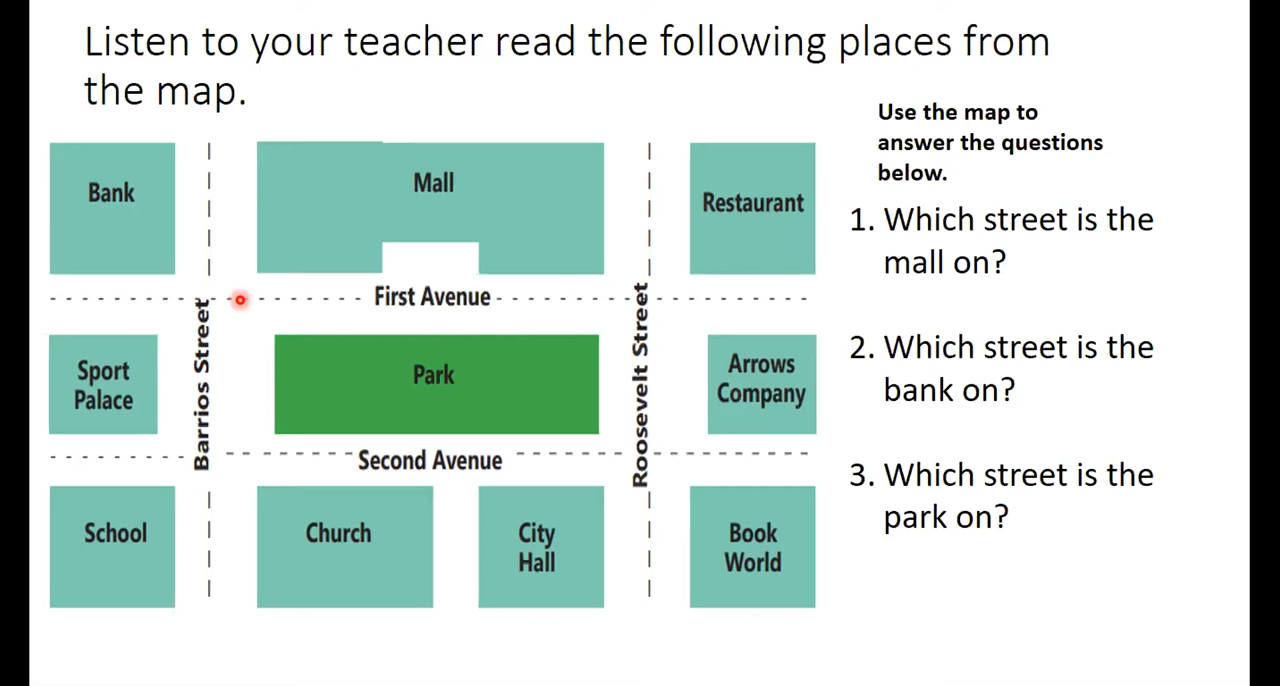 Listen to your teacher read the following places from
the map.
Use the map to
answer the questions
below.
Bank
Mall
Restaurant
1. Which street is the
mall on?
First Avenue
Barrios Street
Roosevelt Street
Sport
Palace
Park
Arrows
Company
2. Which street is the
bank on?
Second Avenue
School
Church
City
Hall
Book
World
3. Which street is the
park on?